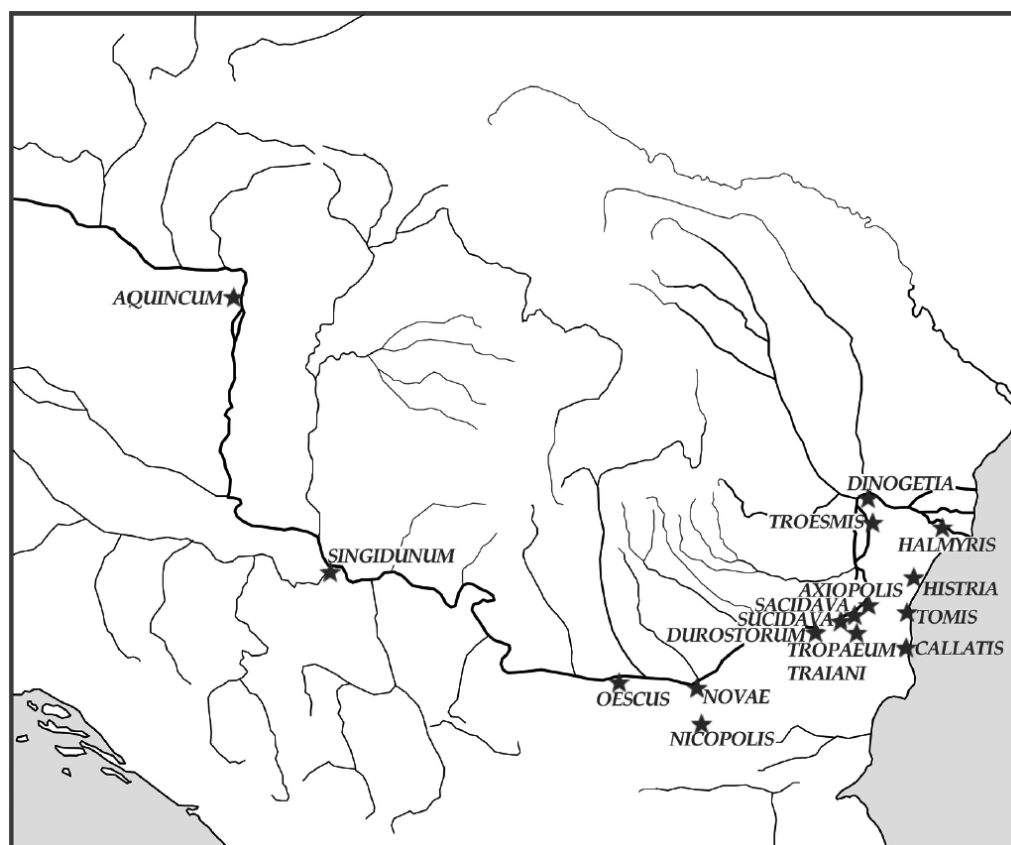 AQUINCUM
DINOGETIA
TROESMIS
HALMYRIS
SINGIDUNUM
AXIOPOLIS
HISTRIA
SACIDAVA
SUCIDAVA
TOMIS
DUROSTORUM
TROPAEUM
TRAIANI
CALLATIS
OESCUS
NOVAE
NICOPOLIS